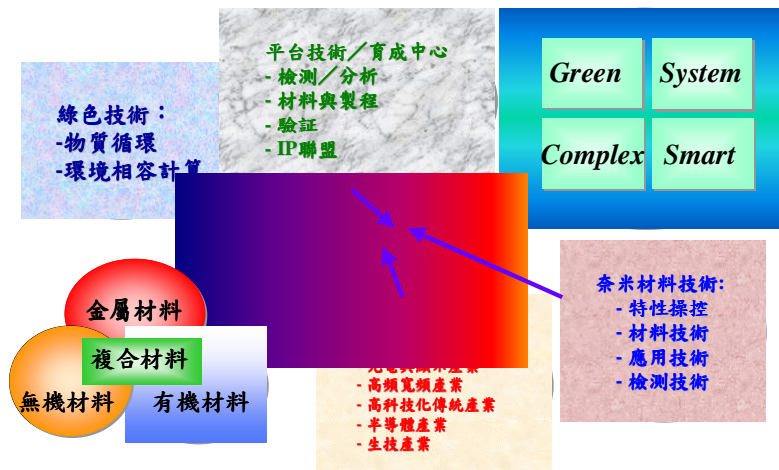 平台技術／育成中心
- 檢測／分析
- 材料與製程
- 驗証
- IP聯盟
Green
System
Complex
Smart
綠色技術：
-物質循環
-環境相容計算
金屬材料
複合材料
無機材料
有機材料
奈米材料技術:
- 特性操控
- 材料技術
- 應用技術
- 檢測技術
- 高頻寬頻產業
- 高科技化傳統產業
- 半導體產業
- 生技產業